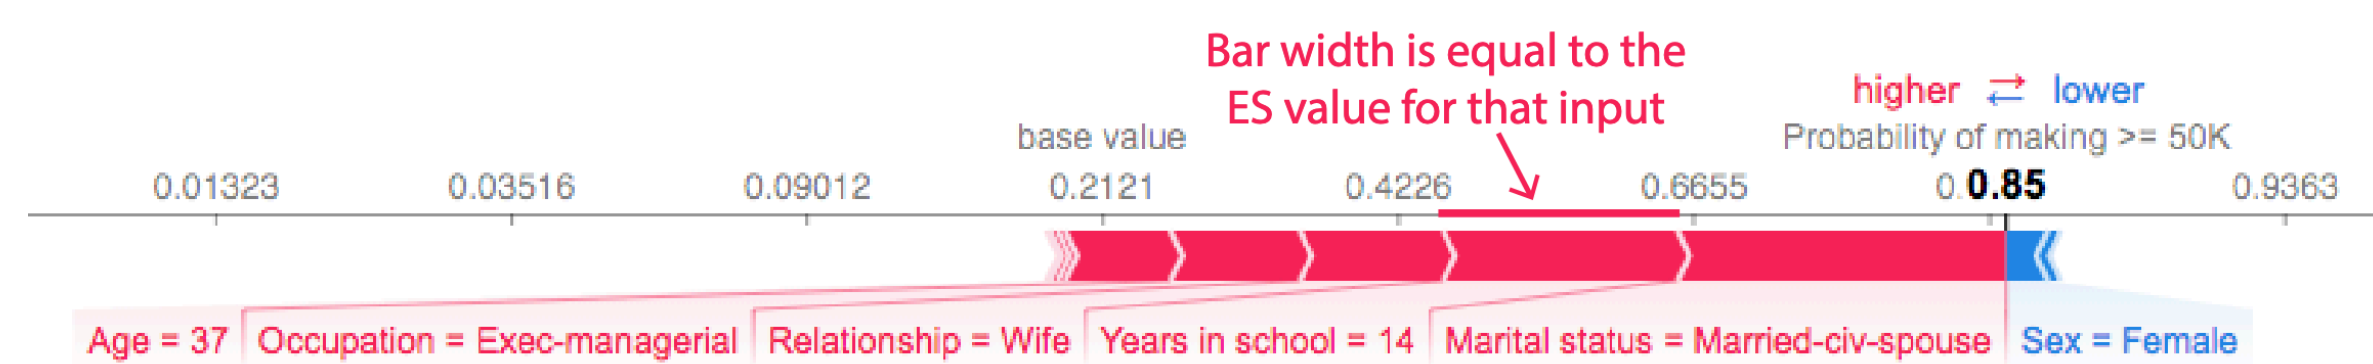 Bar width is equal to the
ES value for that input
higher ⇄ lower
base value
Probability of making >= 50K
0.01323 0.03516 0.09012 0.2121 0.4226 0.6655 0.85 0.9363
Age = 37 Occupation = Exec-managerial Relationship = Wife Years in school = 14 Marital status = Married-civ-spouse Sex = Female